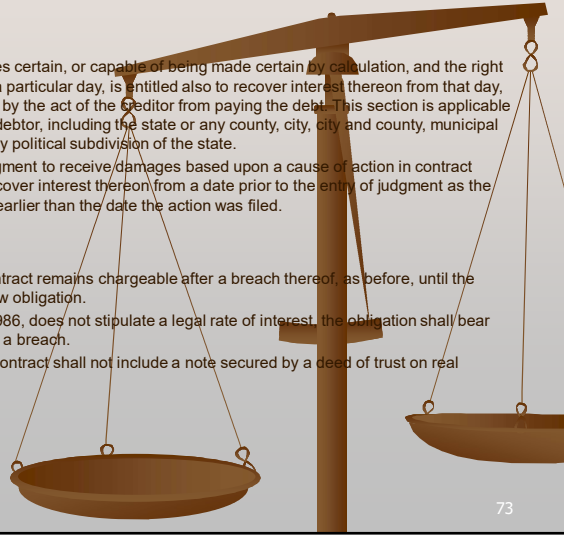 es certain, or capable of being made certain by calculation, and the right
a particular day, is entitled also to recover interest thereon from that day,
by the act of the creditor from paying the debt. This section is applicable
debtor, including the state or any county, city, city and county, municipal
y political subdivision of the state.
gment to receive damages based upon a cause of action in contract
cover interest thereon from a date prior to the entry of judgment as the
earlier than the date the action was filed.
ntract remains chargeable after a breach thereof, as before, until the
w obligation.
986, does not stipulate a legal rate of interest, the obligation shall bear
a breach.
ontract shall not include a note secured by a deed of trust on real
73